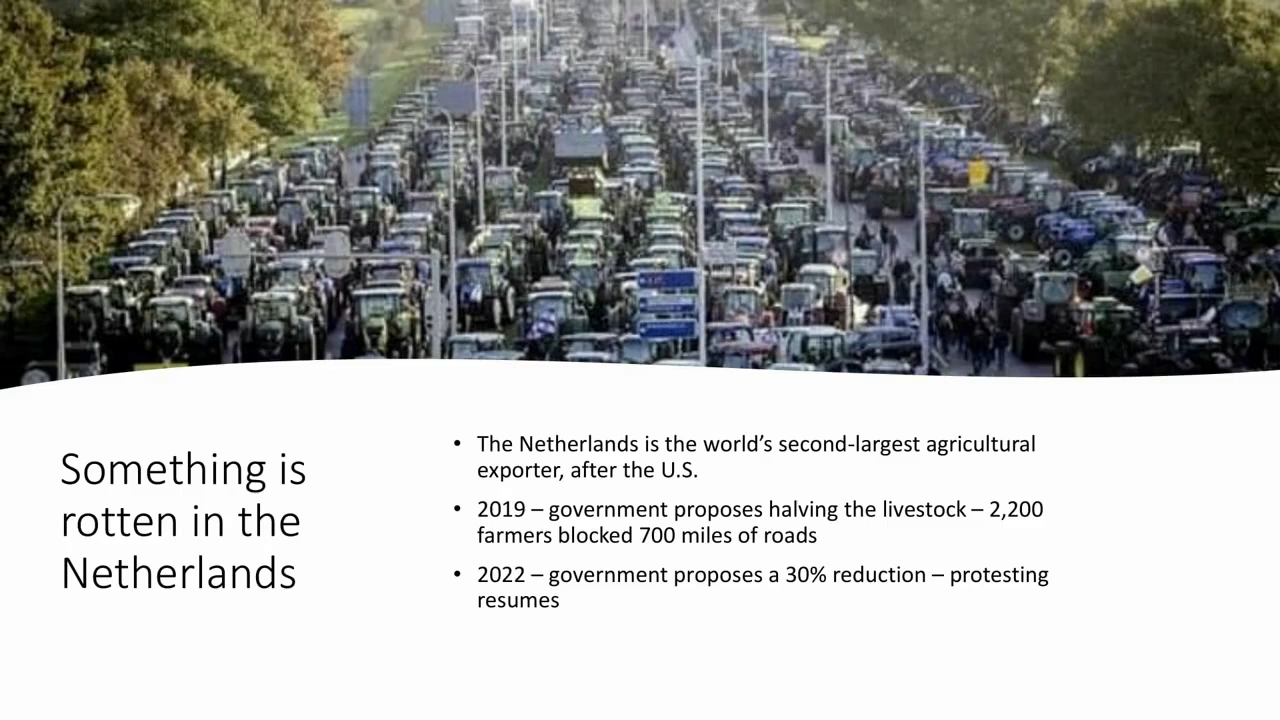 Something is
rotten in the
Netherlands
• The Netherlands is the world’s second-largest agricultural
exporter, after the U.S.
• 2019 – government proposes halving the livestock – 2,200
farmers blocked 700 miles of roads
• 2022 – government proposes a 30% reduction – protesting
resumes